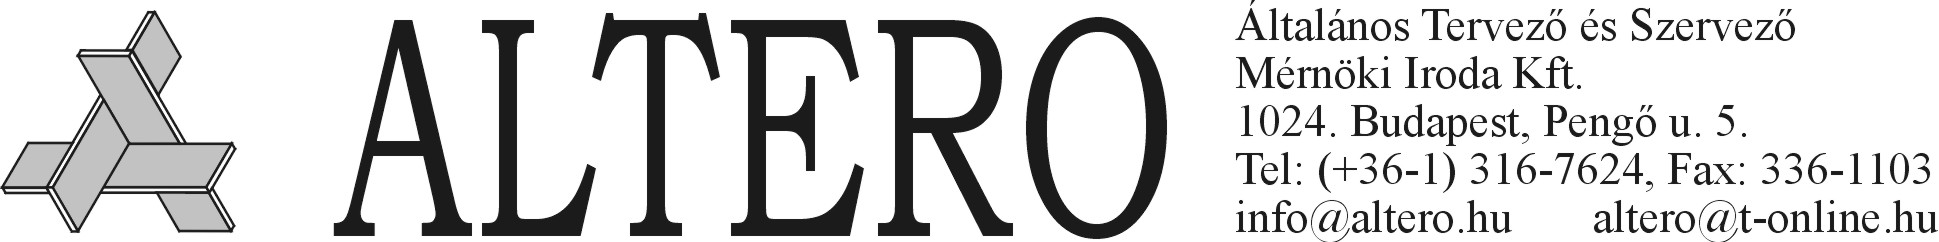 ALTERO
Általános Tervező és Szervező
Mérnöki Iroda Kft.
1024. Budapest, Pengő u. 5.
Tel: (+36-1) 316-7624, Fax: 336-1103
info@altero.hu altero@t-online.hu